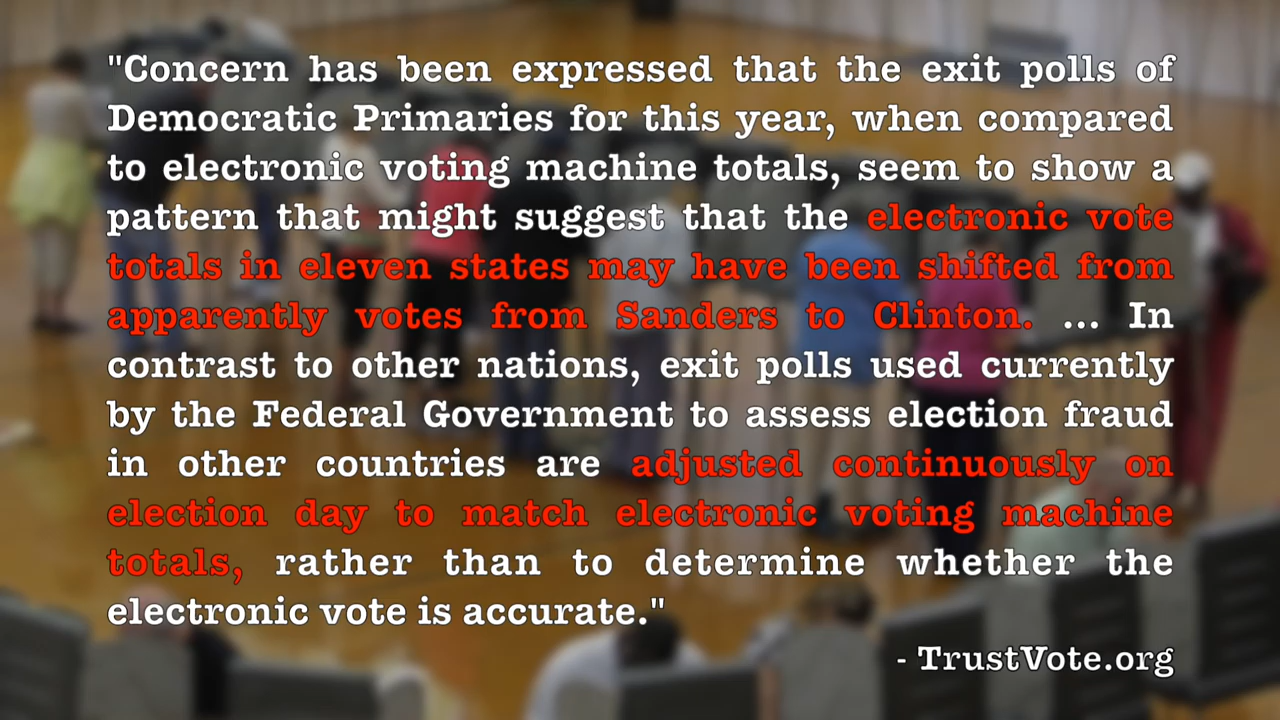 "Concern has been expressed that the exit polls of
Democratic Primaries for this year, when compared
to electronic voting machine totals, seem to show a
pattern that might suggest that the electronic vote
totals in eleven states may have been shifted from
apparently votes from Sanders to Clinton. ... In
contrast to other nations, exit polls used currently
by the Federal Government to assess election fraud
in other countries are adjusted continuously on
election day to match electronic voting machine
totals, rather than to determine whether the
electronic vote is accurate."
- TrustVote.org